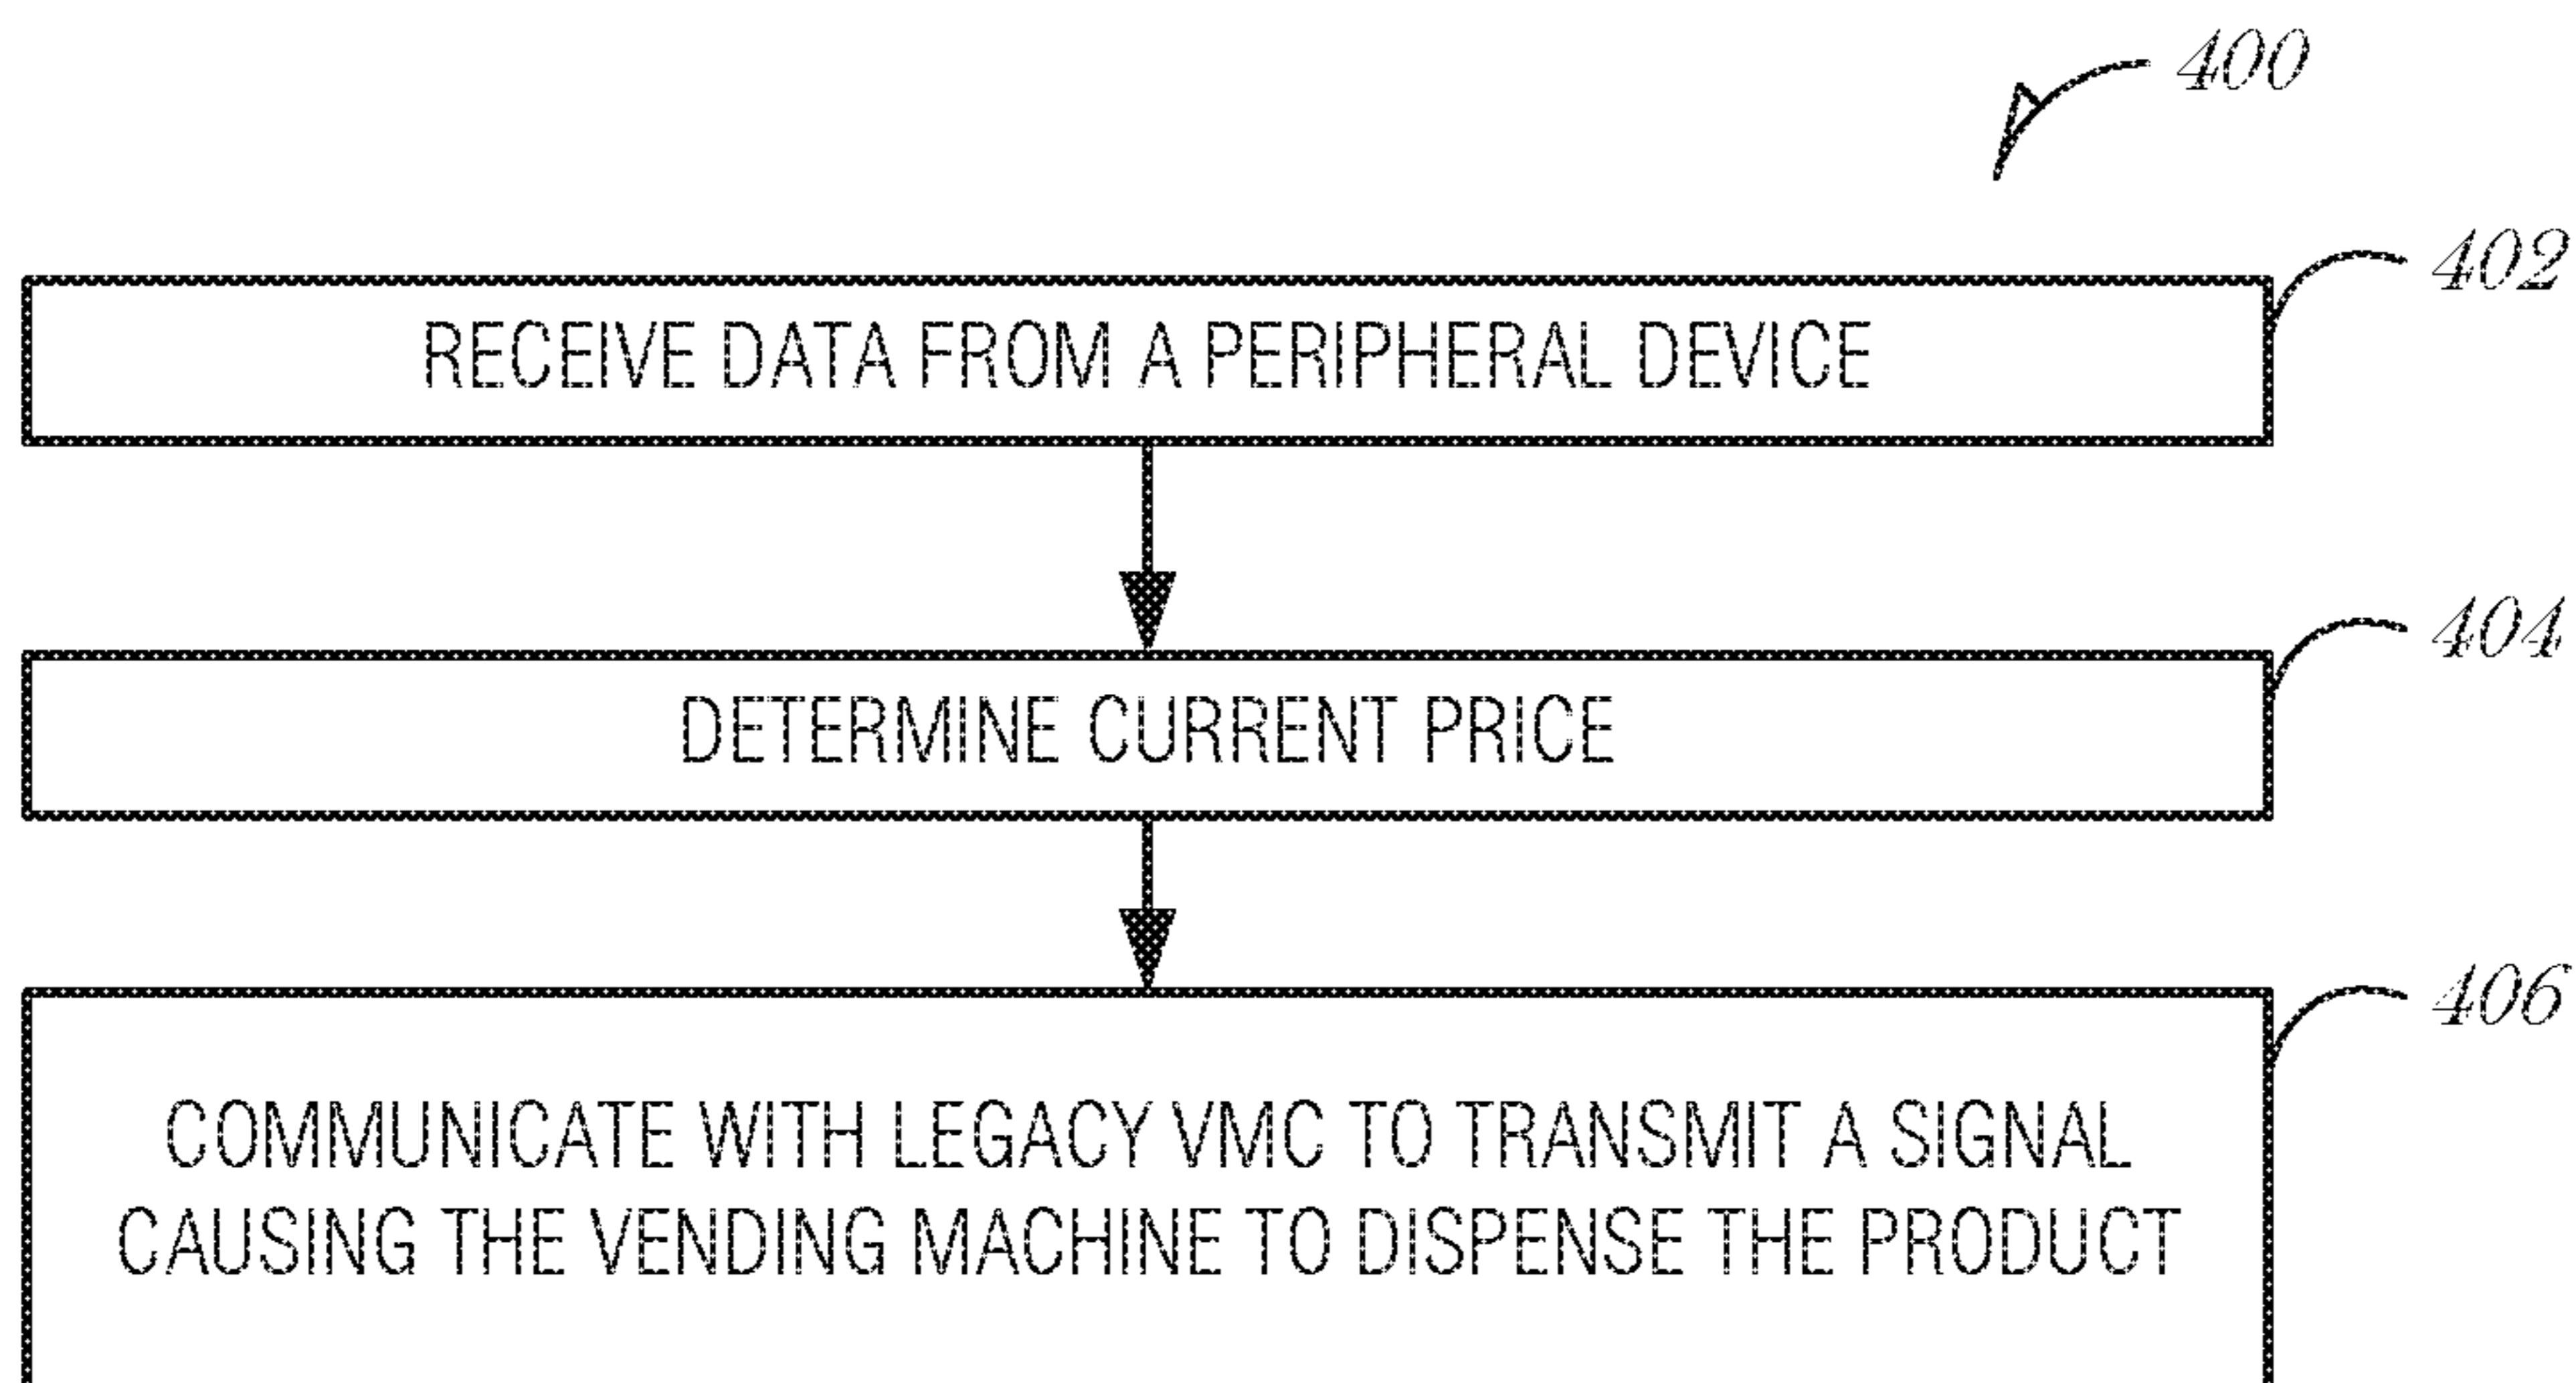 400
402
RECEIVE DATA FROM A PERIPHERAL DEVICE
404
DETERMINE CURRENT PRICE
406
COMMUNICATE WITH LEGACY VMC TO TRANSMIT A SIGNAL
CAUSING THE VENDING MACHINE TO DISPENSE THE PRODUCT